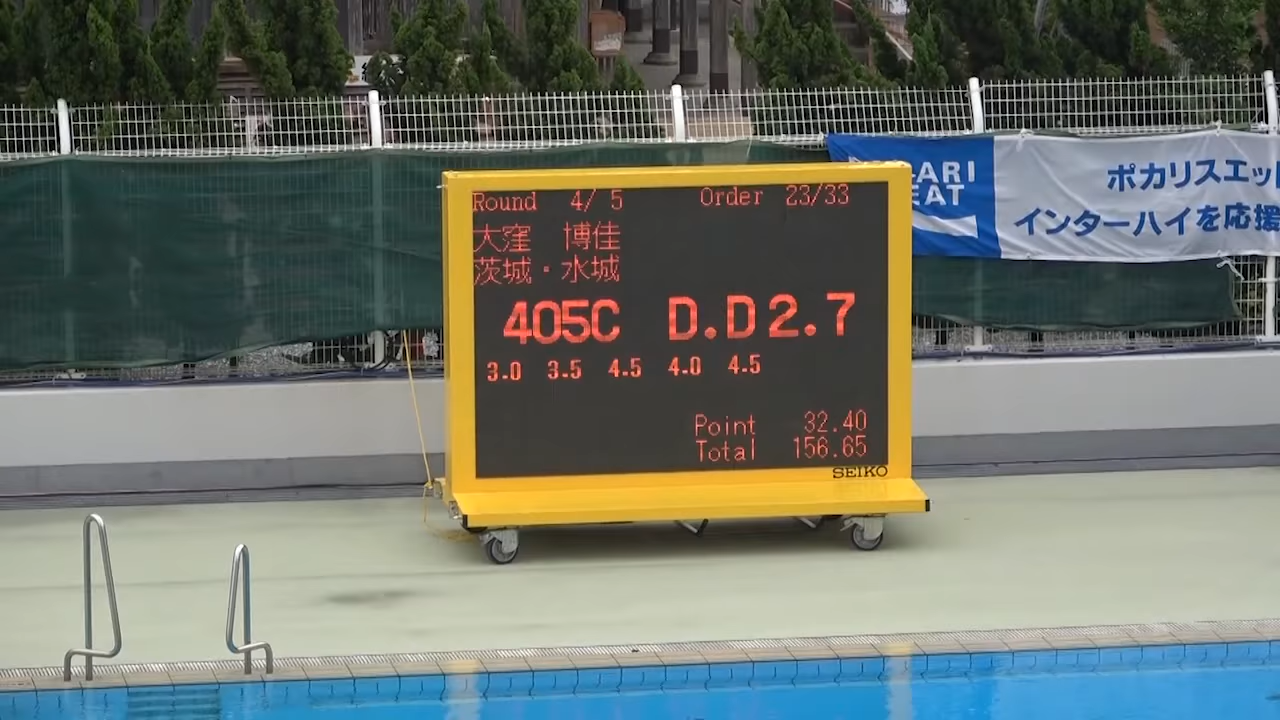 Round 4/ 5 Order 23/33
大窪 博佳
茨城・水城
405C D.D 2.7
3.0 3.5 4.5 4.0 4.5
Point 32.40
Total 156.65
SEIKO
ポカリスエッ
インターハイを応援